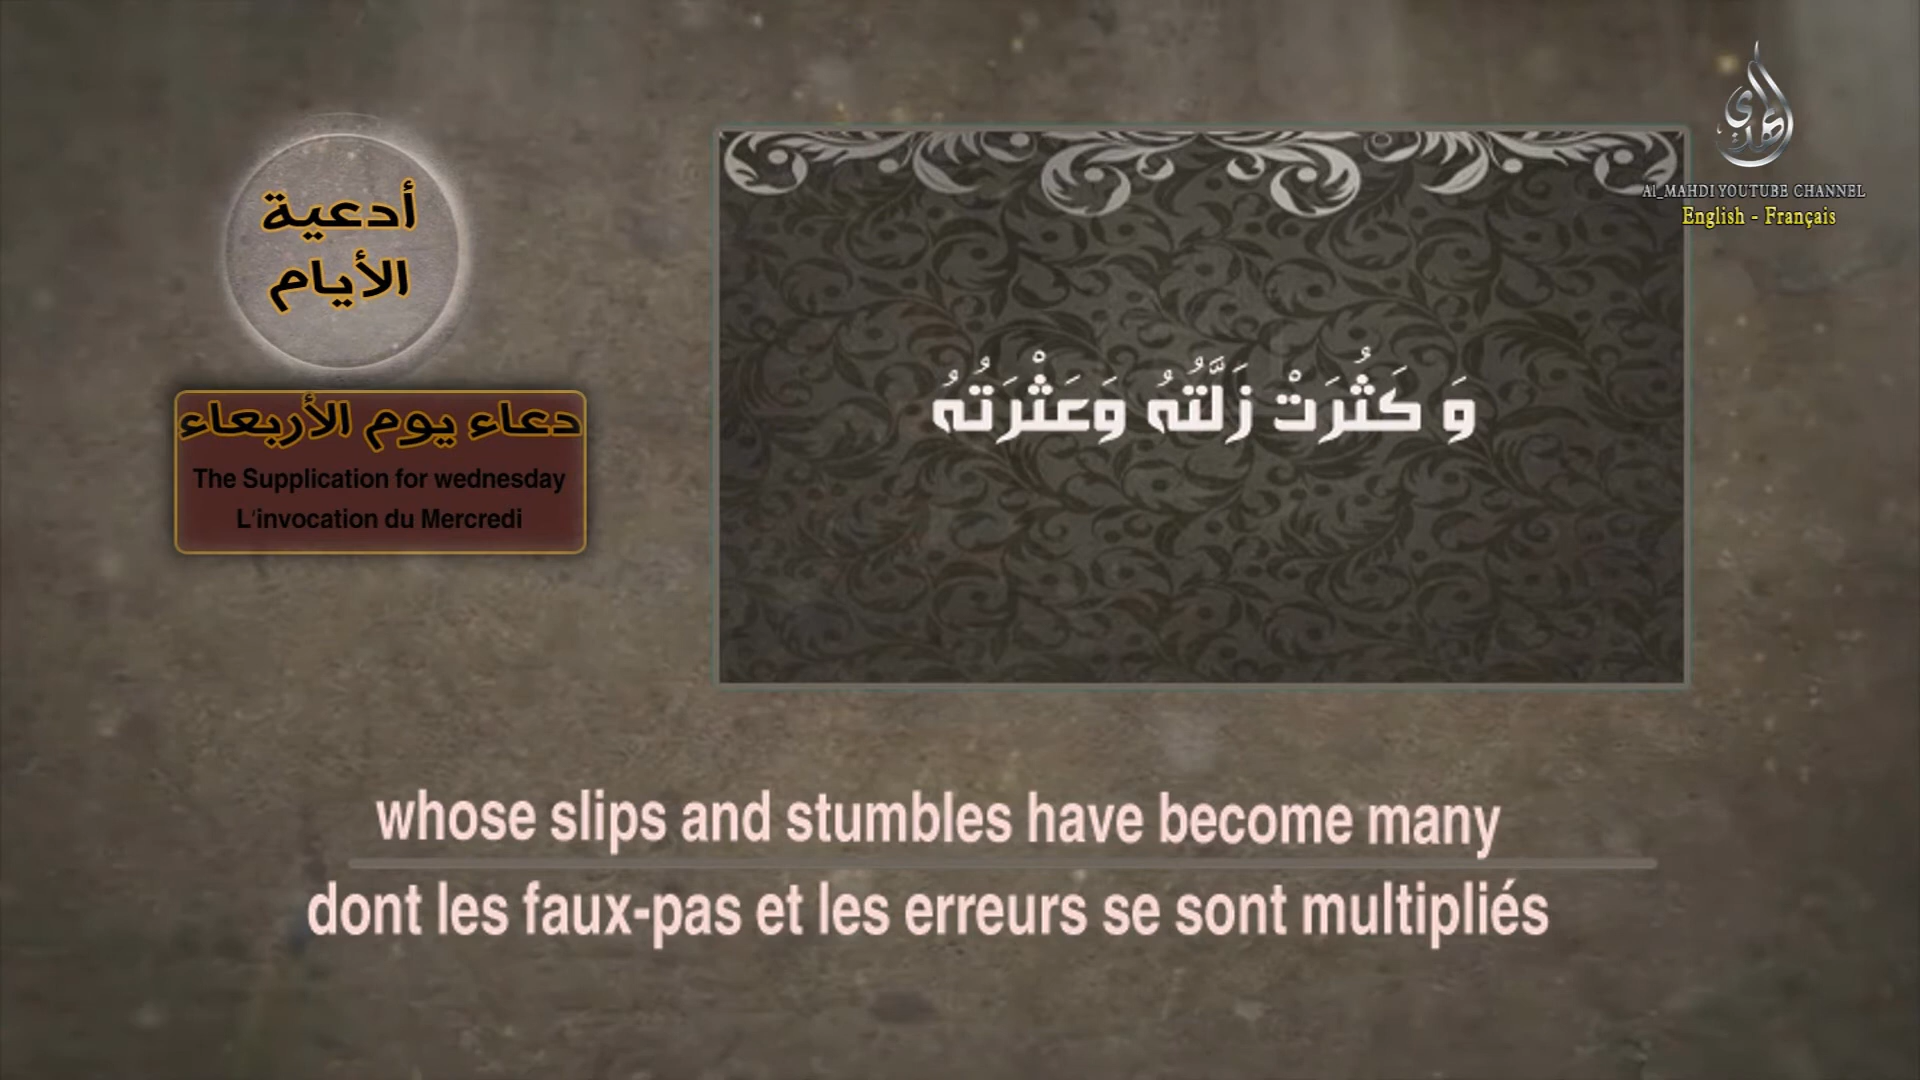 المهدي
Al_MAHDI YOUTUBE CHANNEL
English - Français
أدعية
الأيام
دعاء يوم الأربعاء
The Supplication for wednesday
L'invocation du Mercredi
وَ كَثُرَتْ زَلَّتُهُ وَعَثْرَتُهُ
whose slips and stumbles have become many
dont les faux-pas et les erreurs se sont multipliés